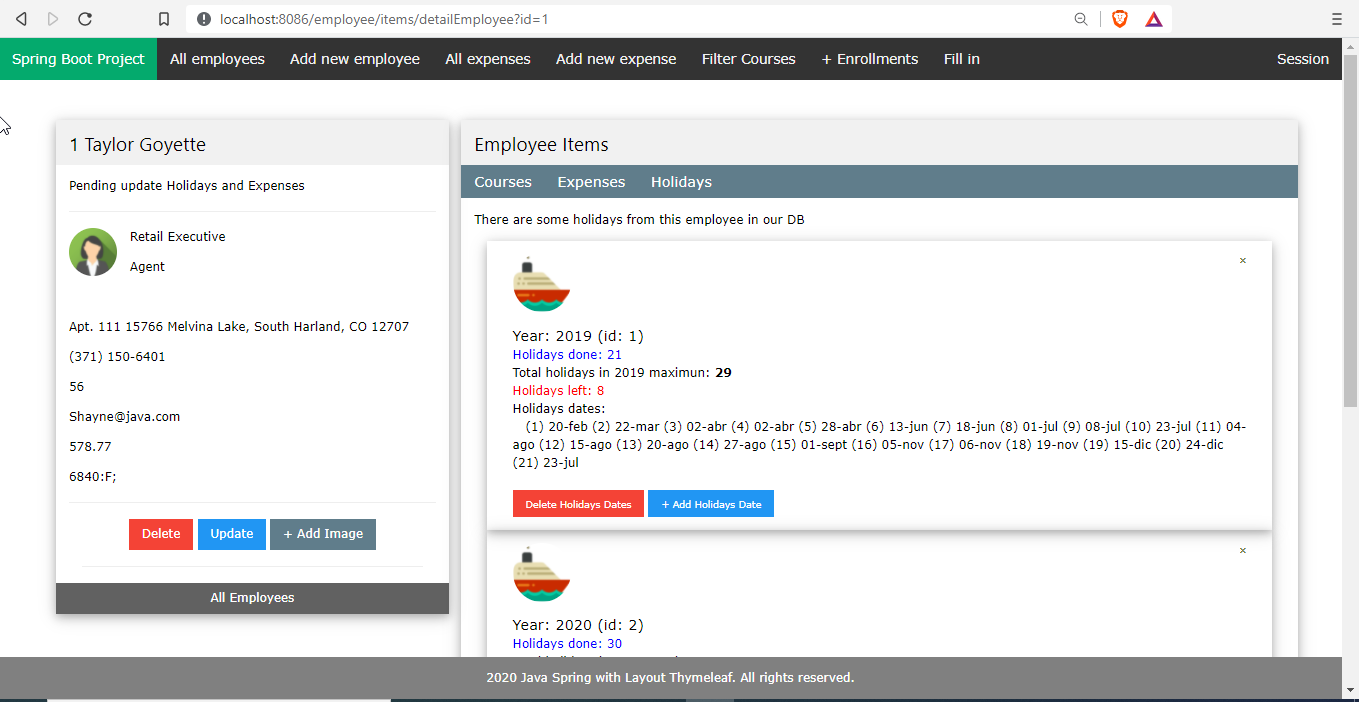 localhost:8086/employee/items/detailEmployee?id=1
Spring Boot Project All employees Add new employee All expenses Add new expense Filter Courses + Enrollments Fill in Session
1 Taylor Goyette
Pending update Holidays and Expenses
Retail Executive
Agent
Apt. 111 15766 Melvina Lake, South Harland, CO 12707
(371) 150-6401
56
Shayne@java.com
578.77
6840:F;
Delete Update + Add Image
All Employees
Employee Items
Courses Expenses Holidays
There are some holidays from this employee in our DB
×
Year: 2019 (id: 1)
Holidays done: 21
Total holidays in 2019 maximun: 29
Holidays left: 8
Holidays dates:
(1) 20-feb (2) 22-mar (3) 02-abr (4) 02-abr (5) 28-abr (6) 13-jun (7) 18-jun (8) 01-jul (9) 08-jul (10) 23-jul (11) 04-
ago (12) 15-ago (13) 20-ago (14) 27-ago (15) 01-sept (16) 05-nov (17) 06-nov (18) 19-nov (19) 15-dic (20) 24-dic
(21) 23-jul
Delete Holidays Dates + Add Holidays Date
×
Year: 2020 (id: 2)
Holidays done: 30
2020 Java Spring with Layout Thymeleaf. All rights reserved.